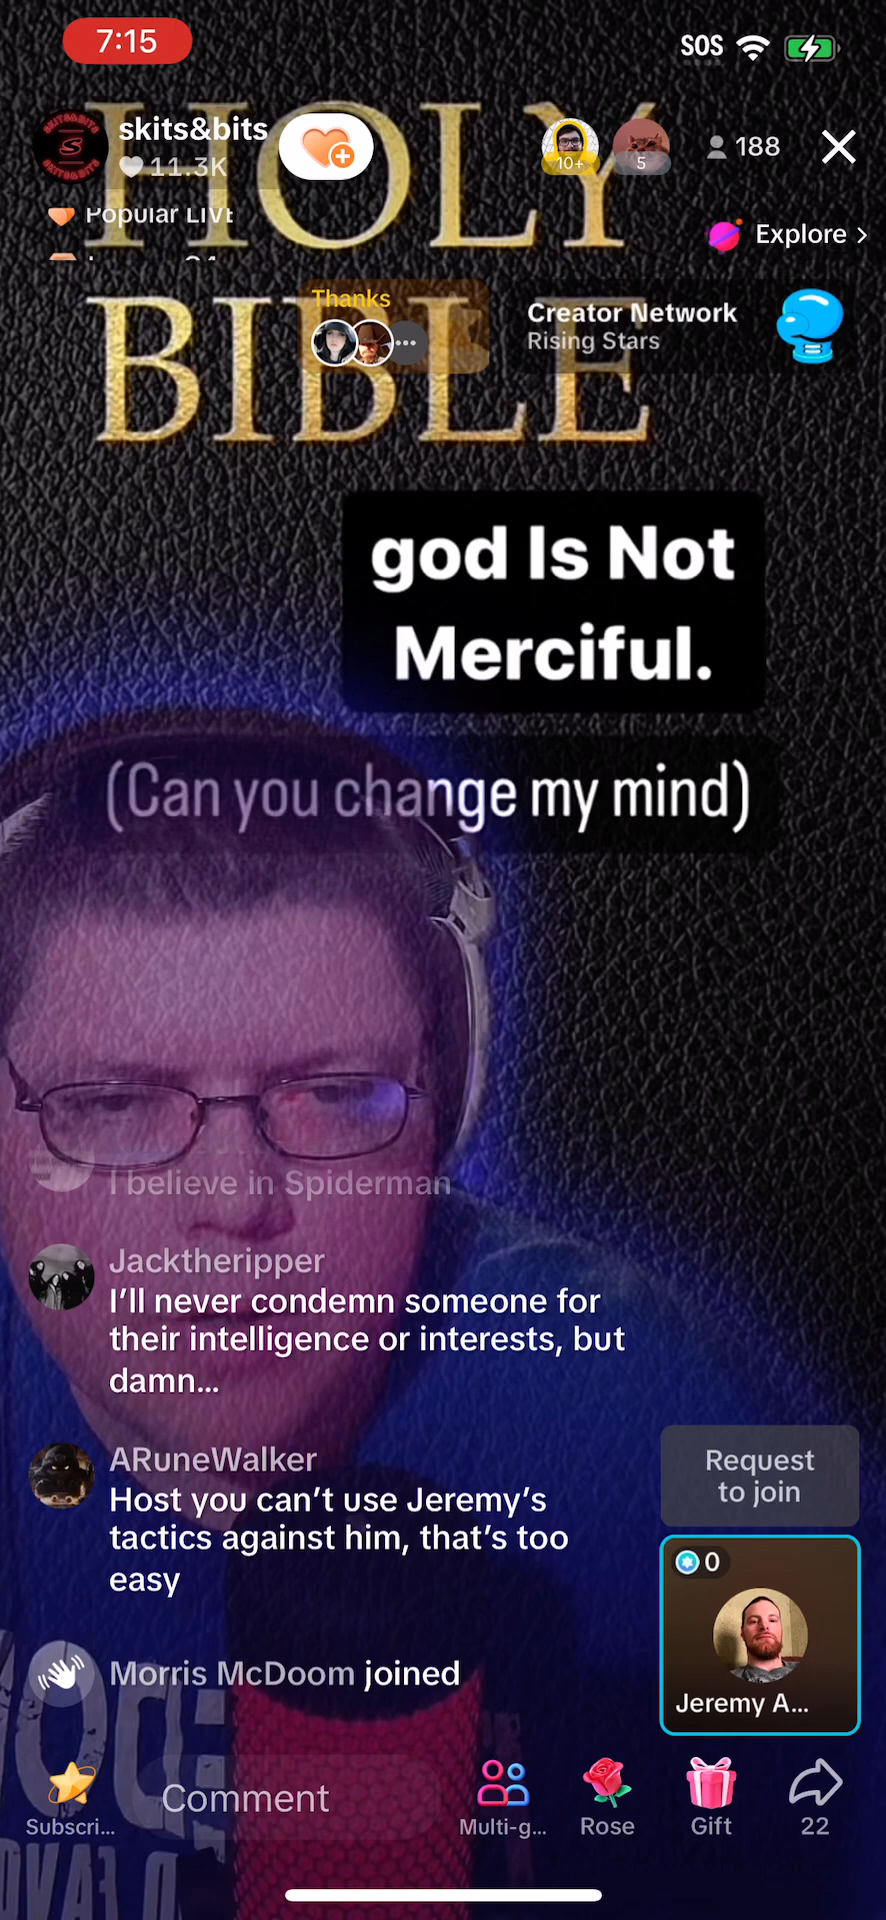 7:15
SOS
skits&bits
11.3K
10+
5
188
Popular LIVE
Explore >
HOLY
BIBLE
Thanks
Creator Network
Rising Stars
god Is Not
Merciful.
(Can you change my mind)
I believe in Spiderman
Jacktheripper
I'll never condemn someone for
their intelligence or interests, but
damn...
ARuneWalker
Host you can't use Jeremy's
tactics against him, that's too
easy
Morris McDoom joined
Request
to join
0
Jeremy A...
Comment
Subscri...
Multi-g...
Rose
Gift
22